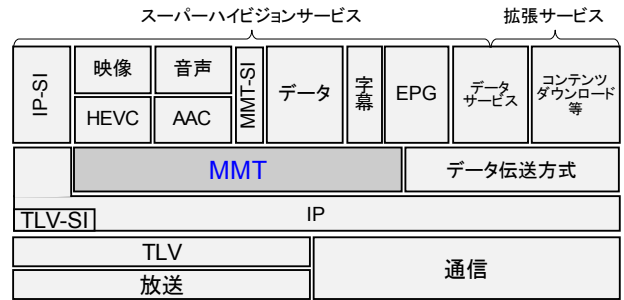 スーパーハイビジョンサービス
拡張サービス
IP-SI
映像
音声
MMT-SI
データ
字幕
EPG
データ
サービス
コンテンツ
ダウンロード
等
HEVC
AAC
MMT
データ伝送方式
TLV-SI
IP
TLV
通信
放送